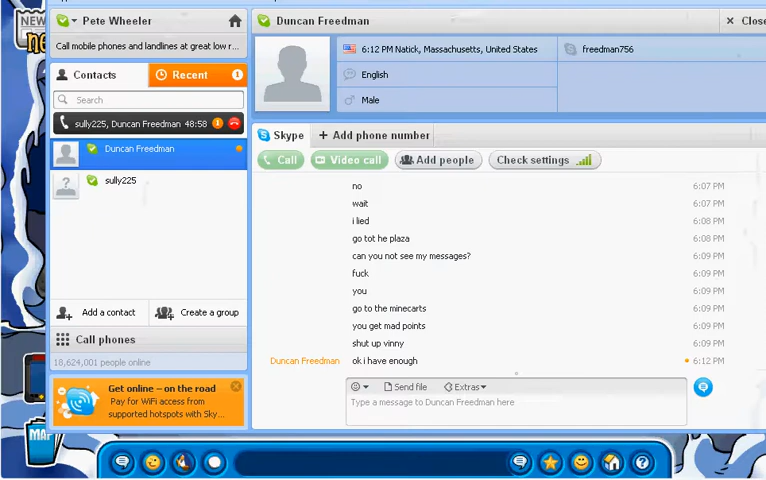 NEW
Pete Wheeler
Call mobile phones and landlines at great low r...
Contacts
Recent
1
Search
sully225, Duncan Freedman 48:58
1
Duncan Freedman
sully225
Add a contact
Create a group
Call phones
18,624,001 people online
Get online – on the road
Pay for WiFi access from
supported hotspots with Sky...
MAP
Duncan Freedman
Close
6:12 PM Natick, Massachusetts, United States
freedman756
English
Male
Skype
+ Add phone number
Call
Video call
Add people
Check settings
no 6:07 PM
wait 6:07 PM
i lied 6:08 PM
go tot he plaza 6:08 PM
can you not see my messages? 6:09 PM
fuck 6:09 PM
you 6:09 PM
go to the minecarts 6:09 PM
you get mad points 6:09 PM
shut up vinny 6:09 PM
Duncan Freedman ok i have enough 6:12 PM
Send file
Extras
Type a message to Duncan Freedman here